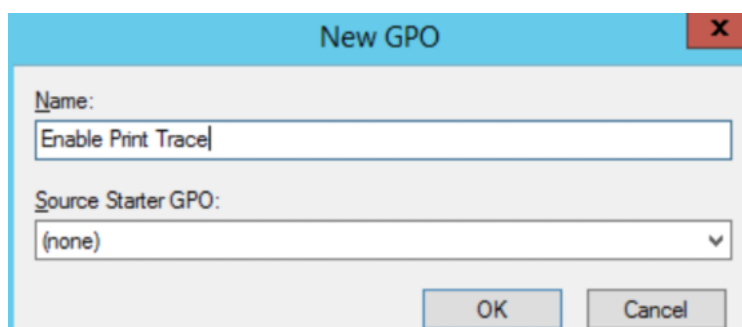 New GPO
x
Name:
Enable Print Trace
Source Starter GPO:
(none)
OK
Cancel